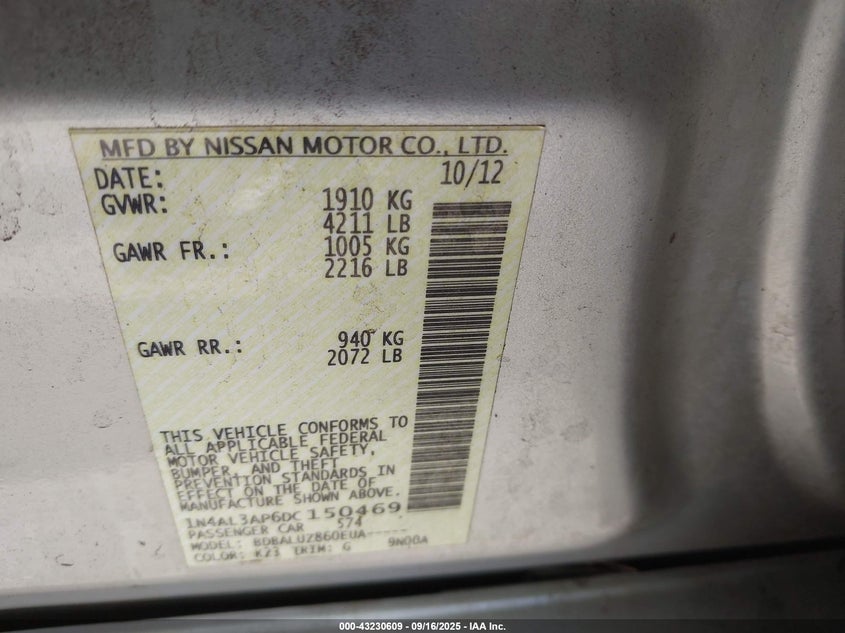 MFD BY NISSAN MOTOR CO., LTD.
DATE: 10/12
GVWR: 1910 KG
4211 LB
GAWR FR.: 1005 KG
2216 LB
GAWR RR.: 940 KG
2072 LB
THIS VEHICLE CONFORMS TO
ALL APPLICABLE FEDERAL
MOTOR VEHICLE SAFETY,
BUMPER, AND THEFT
PREVENTION STANDARDS IN
EFFECT ON THE DATE OF
MANUFACTURE SHOWN ABOVE.
1N4AL3AP6DC150469
PASSENGER CAR 574
MODEL: BDBALUZ860EUA-----
COLOR: K23 TRIM: G 9N00A
000-43230609 - 09/16/2025 - IAA Inc.